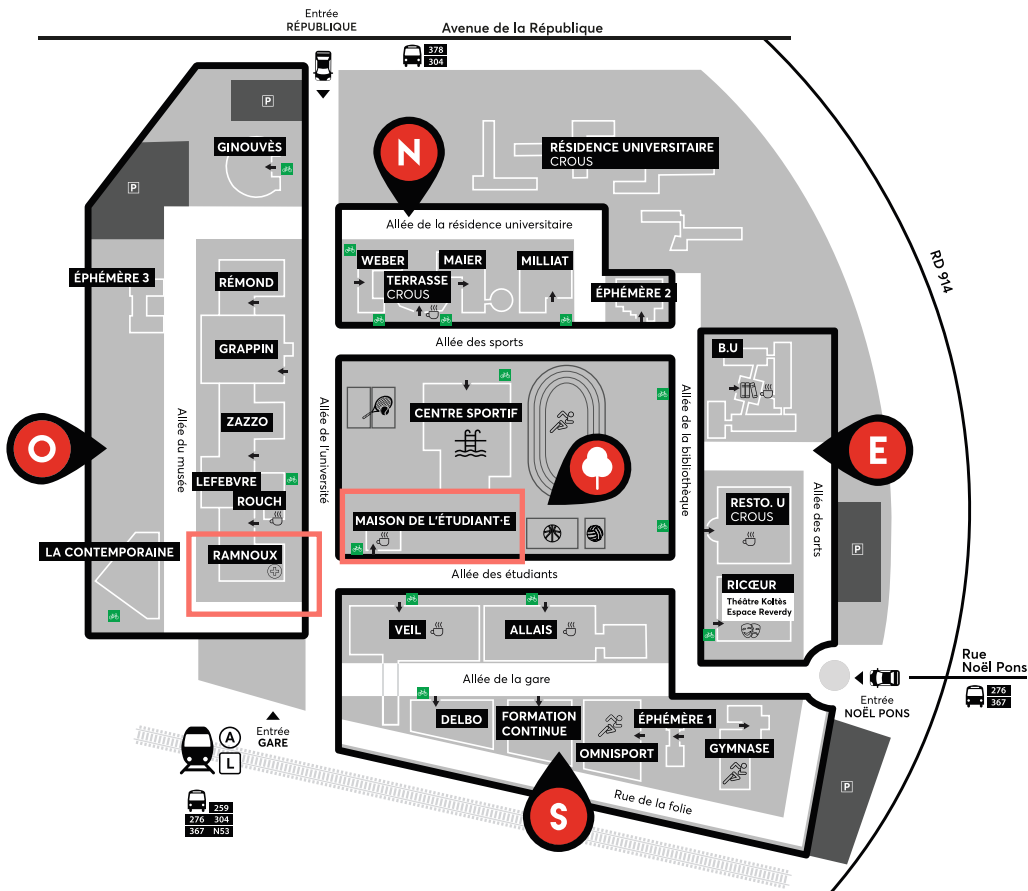 Entrée
RÉPUBLIQUE
Avenue de la République
378
304
P
GINOUVÈS
P
N
RÉSIDENCE UNIVERSITAIRE
CROUS
Allée de la résidence universitaire
WEBER
MAIER
MILLIAT
TERRASSE
CROUS
ÉPHÉMÈRE 2
ÉPHÉMÈRE 3
RÉMOND
RD 914
Allée des sports
GRAPPIN
B.U
CENTRE SPORTIF
Allée du musée
ZAZZO
Allée de l'université
Allée de la bibliothèque
O
E
LEFEBVRE
ROUCH
RESTO. U
CROUS
Allée des arts
MAISON DE L'ÉTUDIANT·E
LA CONTEMPORAINE
RAMNOUX
P
Allée des étudiants
RICŒUR
Théâtre Koltès
Espace Reverdy
VEIL
ALLAIS
Rue
Noël Pons
276
367
Entrée
NOËL PONS
Allée de la gare
DELBO
FORMATION
CONTINUE
ÉPHÉMÈRE 1
OMNISPORT
GYMNASE
Entrée
GARE
A
L
P
Rue de la folie
S
259
276 304
367 N53